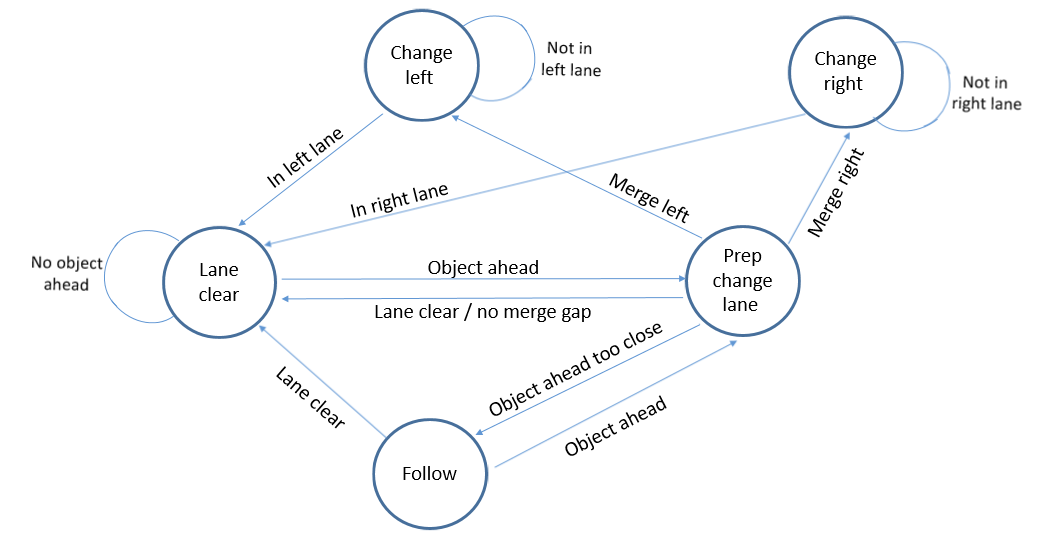 Change
left
Not in
left lane
Change
right
Not in
right lane
In left lane
In right lane
Merge left
Merge right
No object
ahead
Lane
clear
Object ahead
Lane clear / no merge gap
Prep
change
lane
Object ahead too close
Lane clear
Object ahead
Follow